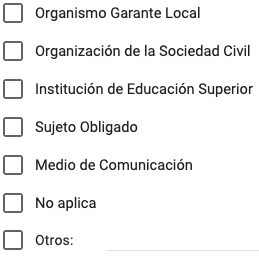 Organismo Garante Local
Organización de la Sociedad Civil
Institución de Educación Superior
Sujeto Obligado
Medio de Comunicación
No aplica
Otros: